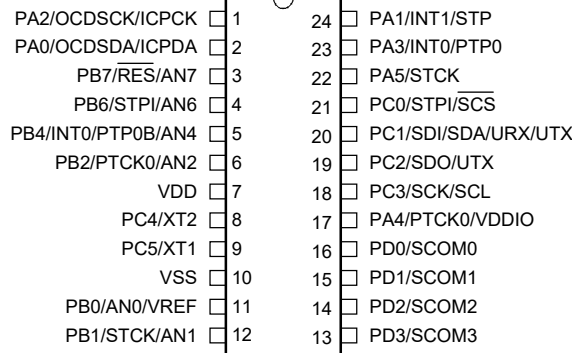 PA2/OCDSCK/ICPCK 1 24 PA1/INT1/STP
PA0/OCDSDA/ICPDA 2 23 PA3/INT0/PTP0
PB7/RES/AN7 3 22 PA5/STCK
PB6/STPI/AN6 4 21 PC0/STPI/SCS
PB4/INT0/PTP0B/AN4 5 20 PC1/SDI/SDA/URX/UTX
PB2/PTCK0/AN2 6 19 PC2/SDO/UTX
VDD 7 18 PC3/SCK/SCL
PC4/XT2 8 17 PA4/PTCK0/VDDIO
PC5/XT1 9 16 PD0/SCOM0
VSS 10 15 PD1/SCOM1
PB0/AN0/VREF 11 14 PD2/SCOM2
PB1/STCK/AN1 12 13 PD3/SCOM3